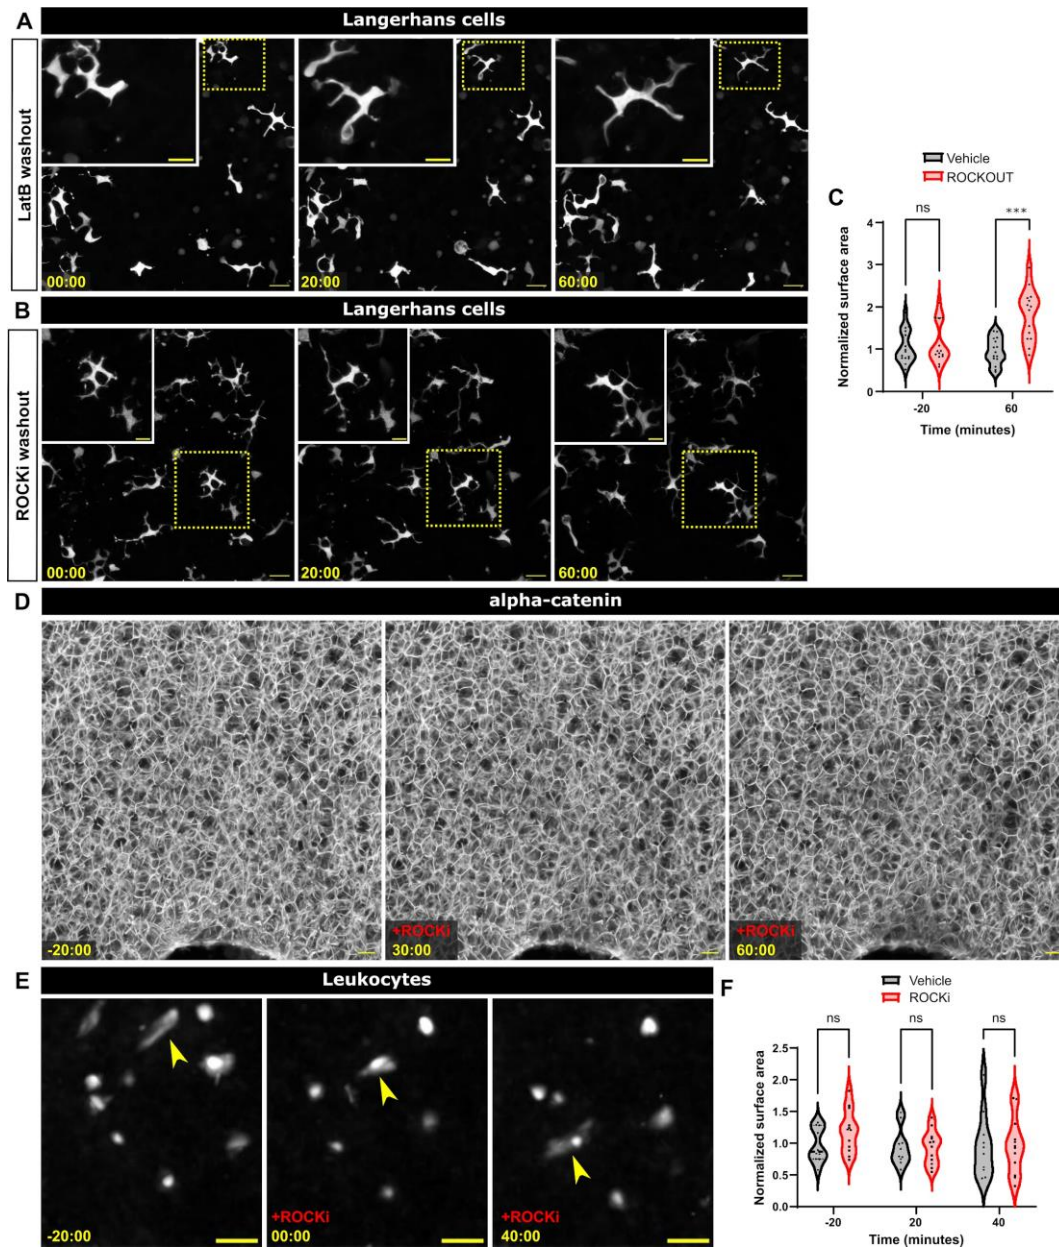 A
Langerhans cells
LatB washout
00:00
20:00
60:00
B
Langerhans cells
ROCKi washout
00:00
20:00
60:00
C
Vehicle
ROCKOUT
Normalized surface area
4
3
2
1
0
ns
***
-20
60
Time (minutes)
D
alpha-catenin
-20:00
+ROCKi
30:00
+ROCKi
60:00
E
Leukocytes
-20:00
+ROCKi
00:00
+ROCKi
40:00
F
Vehicle
ROCKi
Normalized surface area
2.5
2.0
1.5
1.0
0.5
0.0
ns
ns
ns
-20
20
40
Time (minutes)